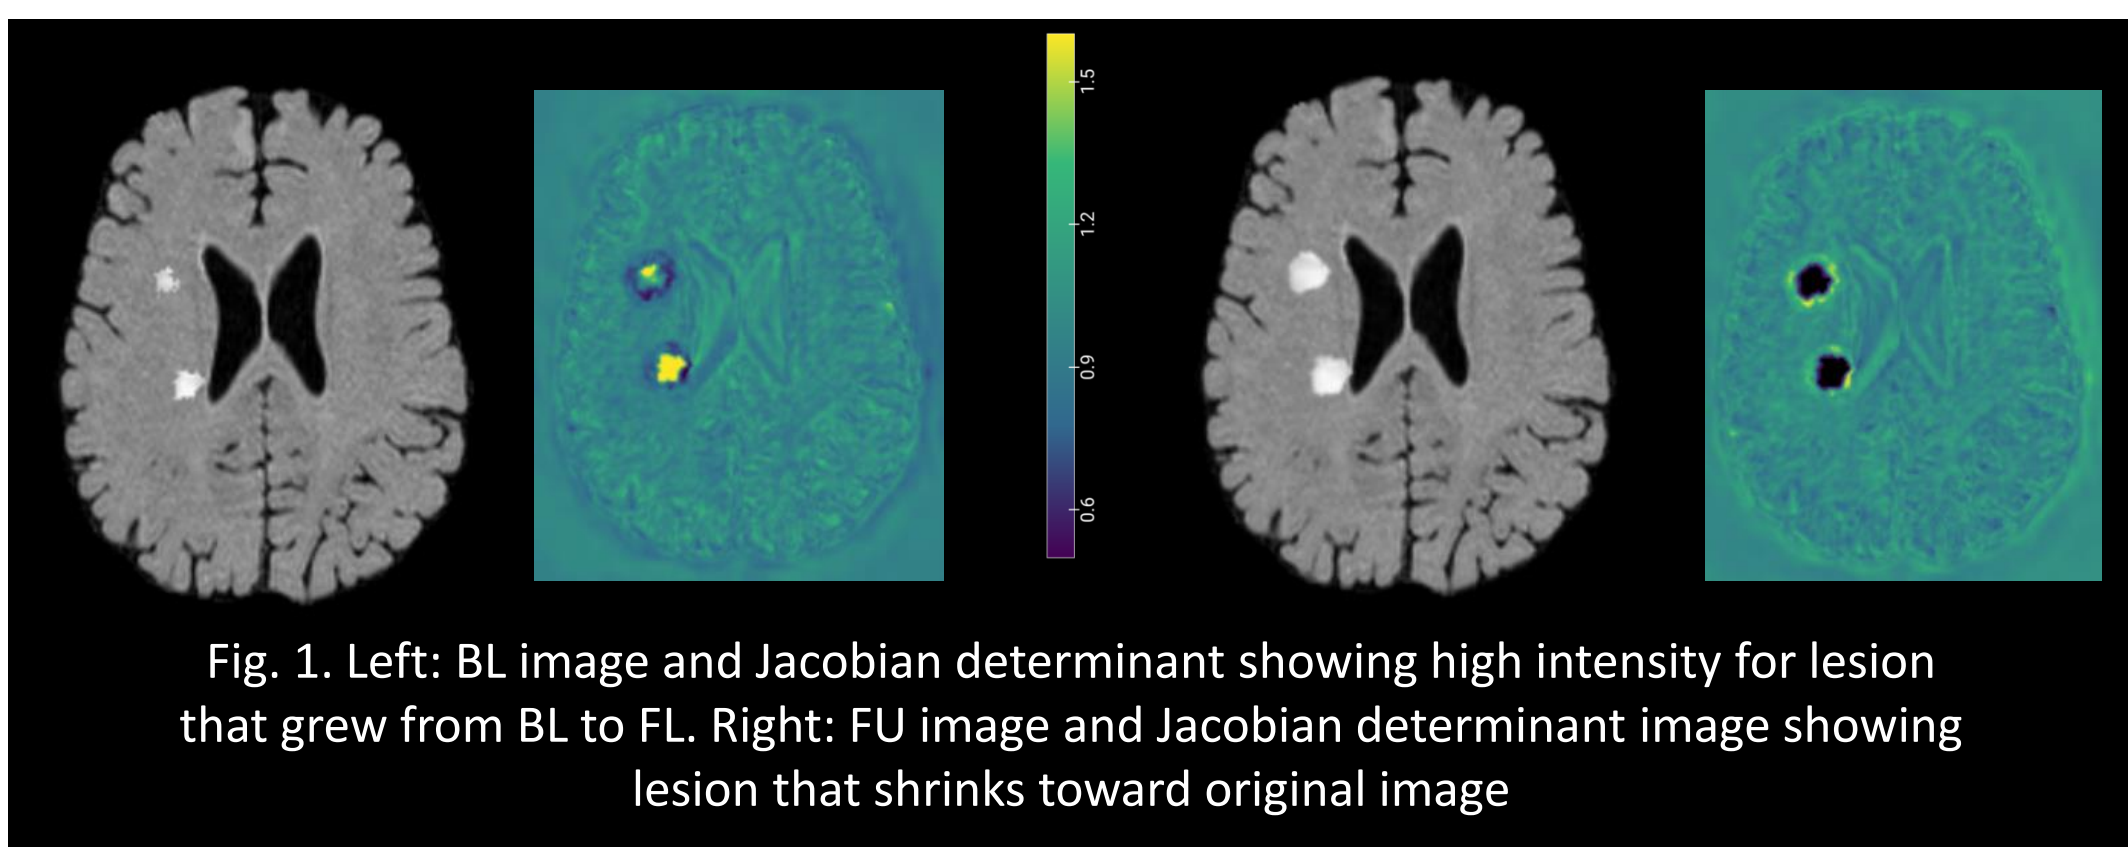 1.5
1.2
0.9
0.6
Fig. 1. Left: BL image and Jacobian determinant showing high intensity for lesion
that grew from BL to FL. Right: FU image and Jacobian determinant image showing
lesion that shrinks toward original image